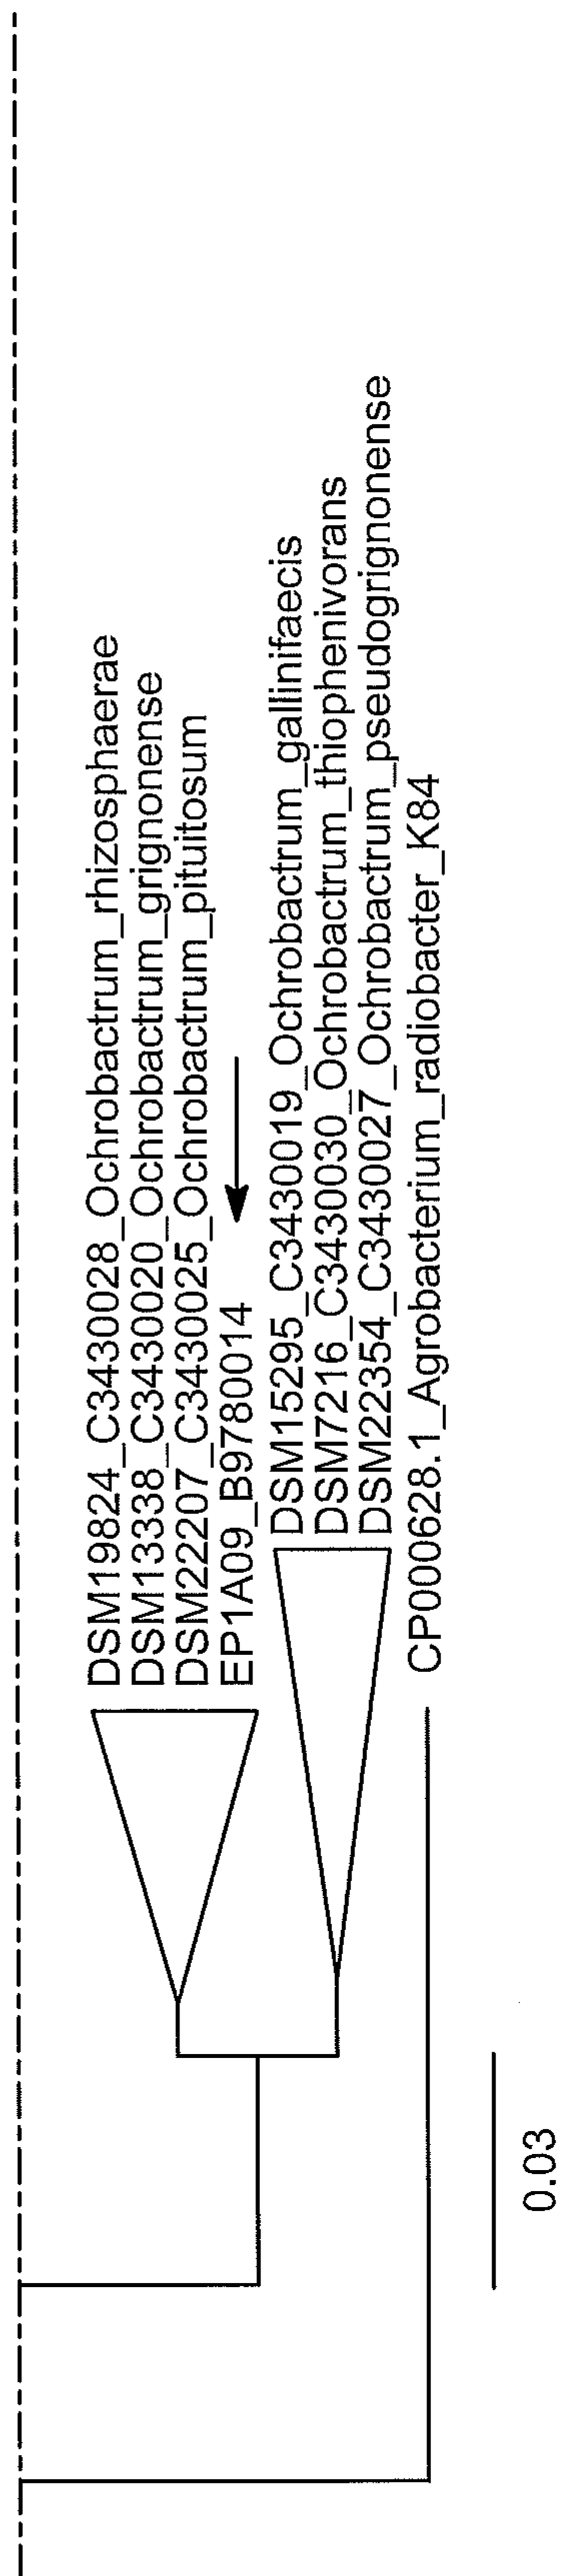 DSM19824_C3430028_Ochrobactrum_rhizosphaerae
DSM13338_C3430020_Ochrobactrum_grignonense
DSM22207_C3430025_Ochrobactrum_pituitosum
EP1A09_B9780014
DSM15295_C3430019_Ochrobactrum_gallinifaecis
DSM7216_C3430030_Ochrobactrum_thiophenivorans
DSM22354_C3430027_Ochrobactrum_pseudogrignonense
CP000628.1_Agrobacterium_radiobacter_K84
0.03